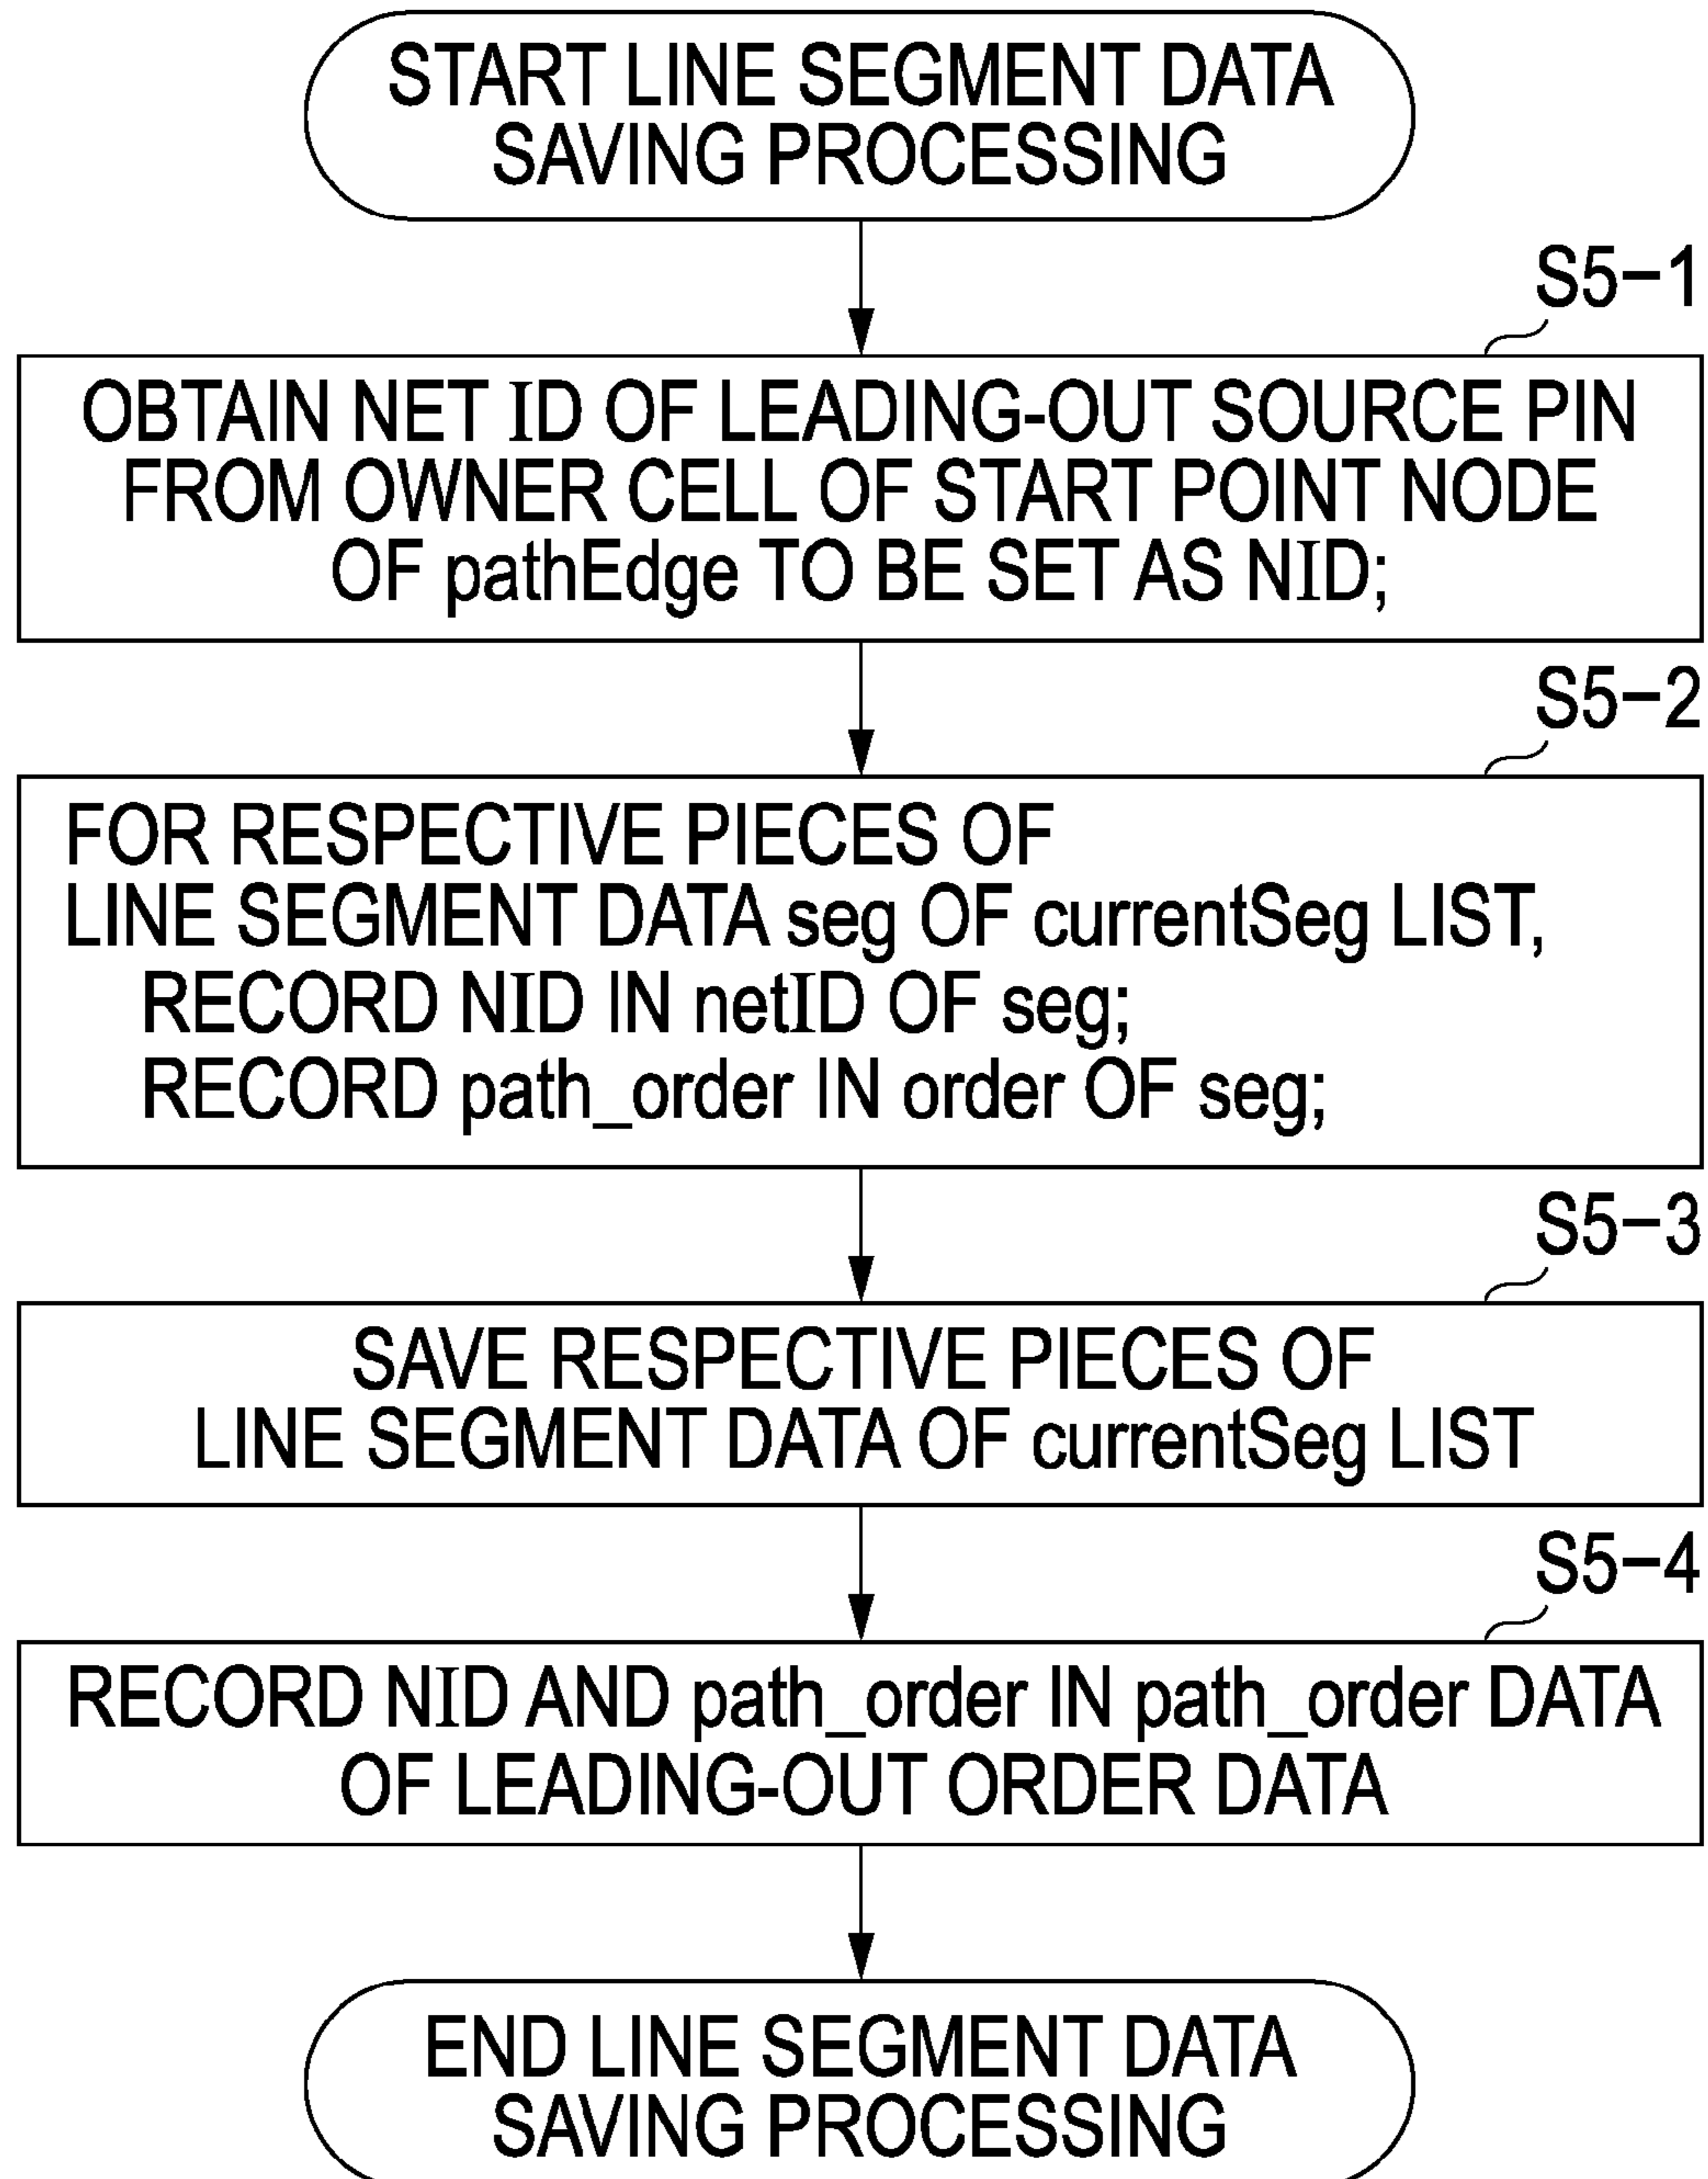 START LINE SEGMENT DATA
SAVING PROCESSING
S5-1
OBTAIN NET ID OF LEADING-OUT SOURCE PIN
FROM OWNER CELL OF START POINT NODE
OF pathEdge TO BE SET AS NID;
S5-2
FOR RESPECTIVE PIECES OF
LINE SEGMENT DATA seg OF currentSeg LIST,
RECORD NID IN netID OF seg;
RECORD path_order IN order OF seg;
S5-3
SAVE RESPECTIVE PIECES OF
LINE SEGMENT DATA OF currentSeg LIST
S5-4
RECORD NID AND path_order IN path_order DATA
OF LEADING-OUT ORDER DATA
END LINE SEGMENT DATA
SAVING PROCESSING